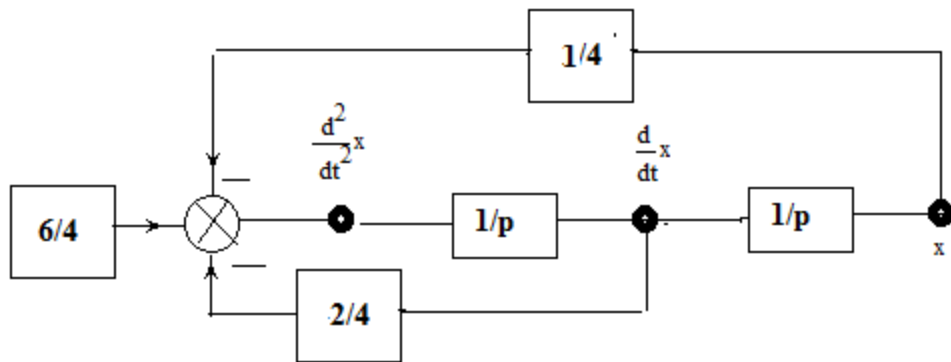 1/4
d²/dt² x
d/dt x
6/4
—
1/p
1/p
x
—
2/4